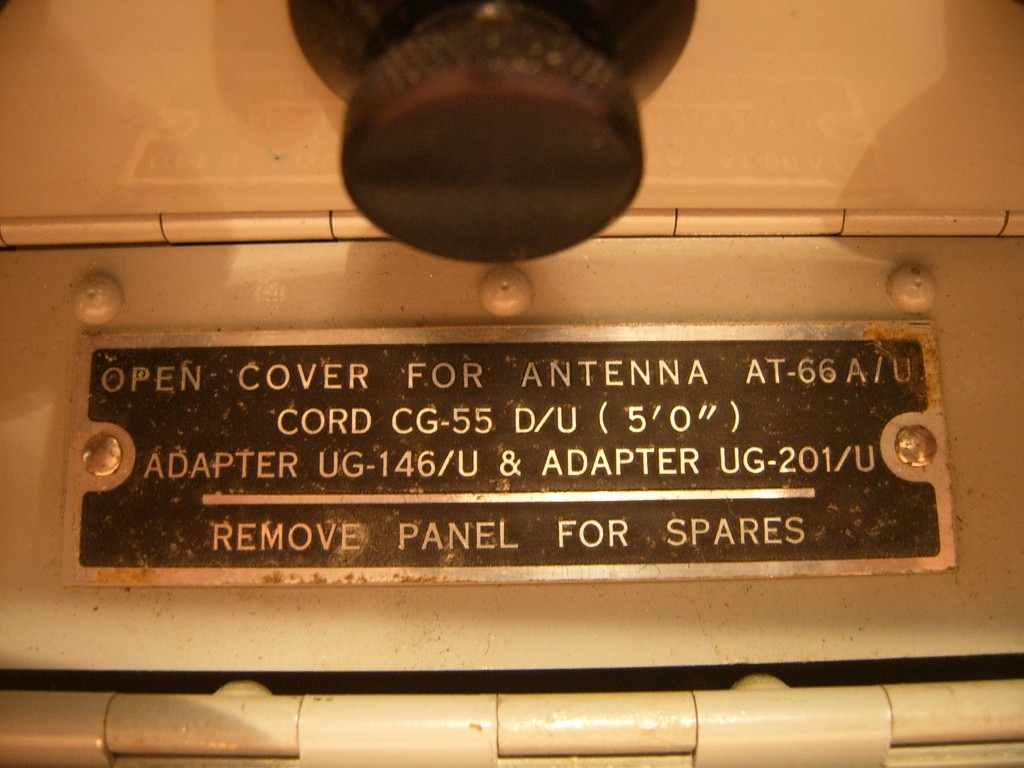 OPEN COVER FOR ANTENNA AT-66A/U
CORD CG-55 D/U (5'0")
ADAPTER UG-146/U & ADAPTER UG-201/U
REMOVE PANEL FOR SPARES